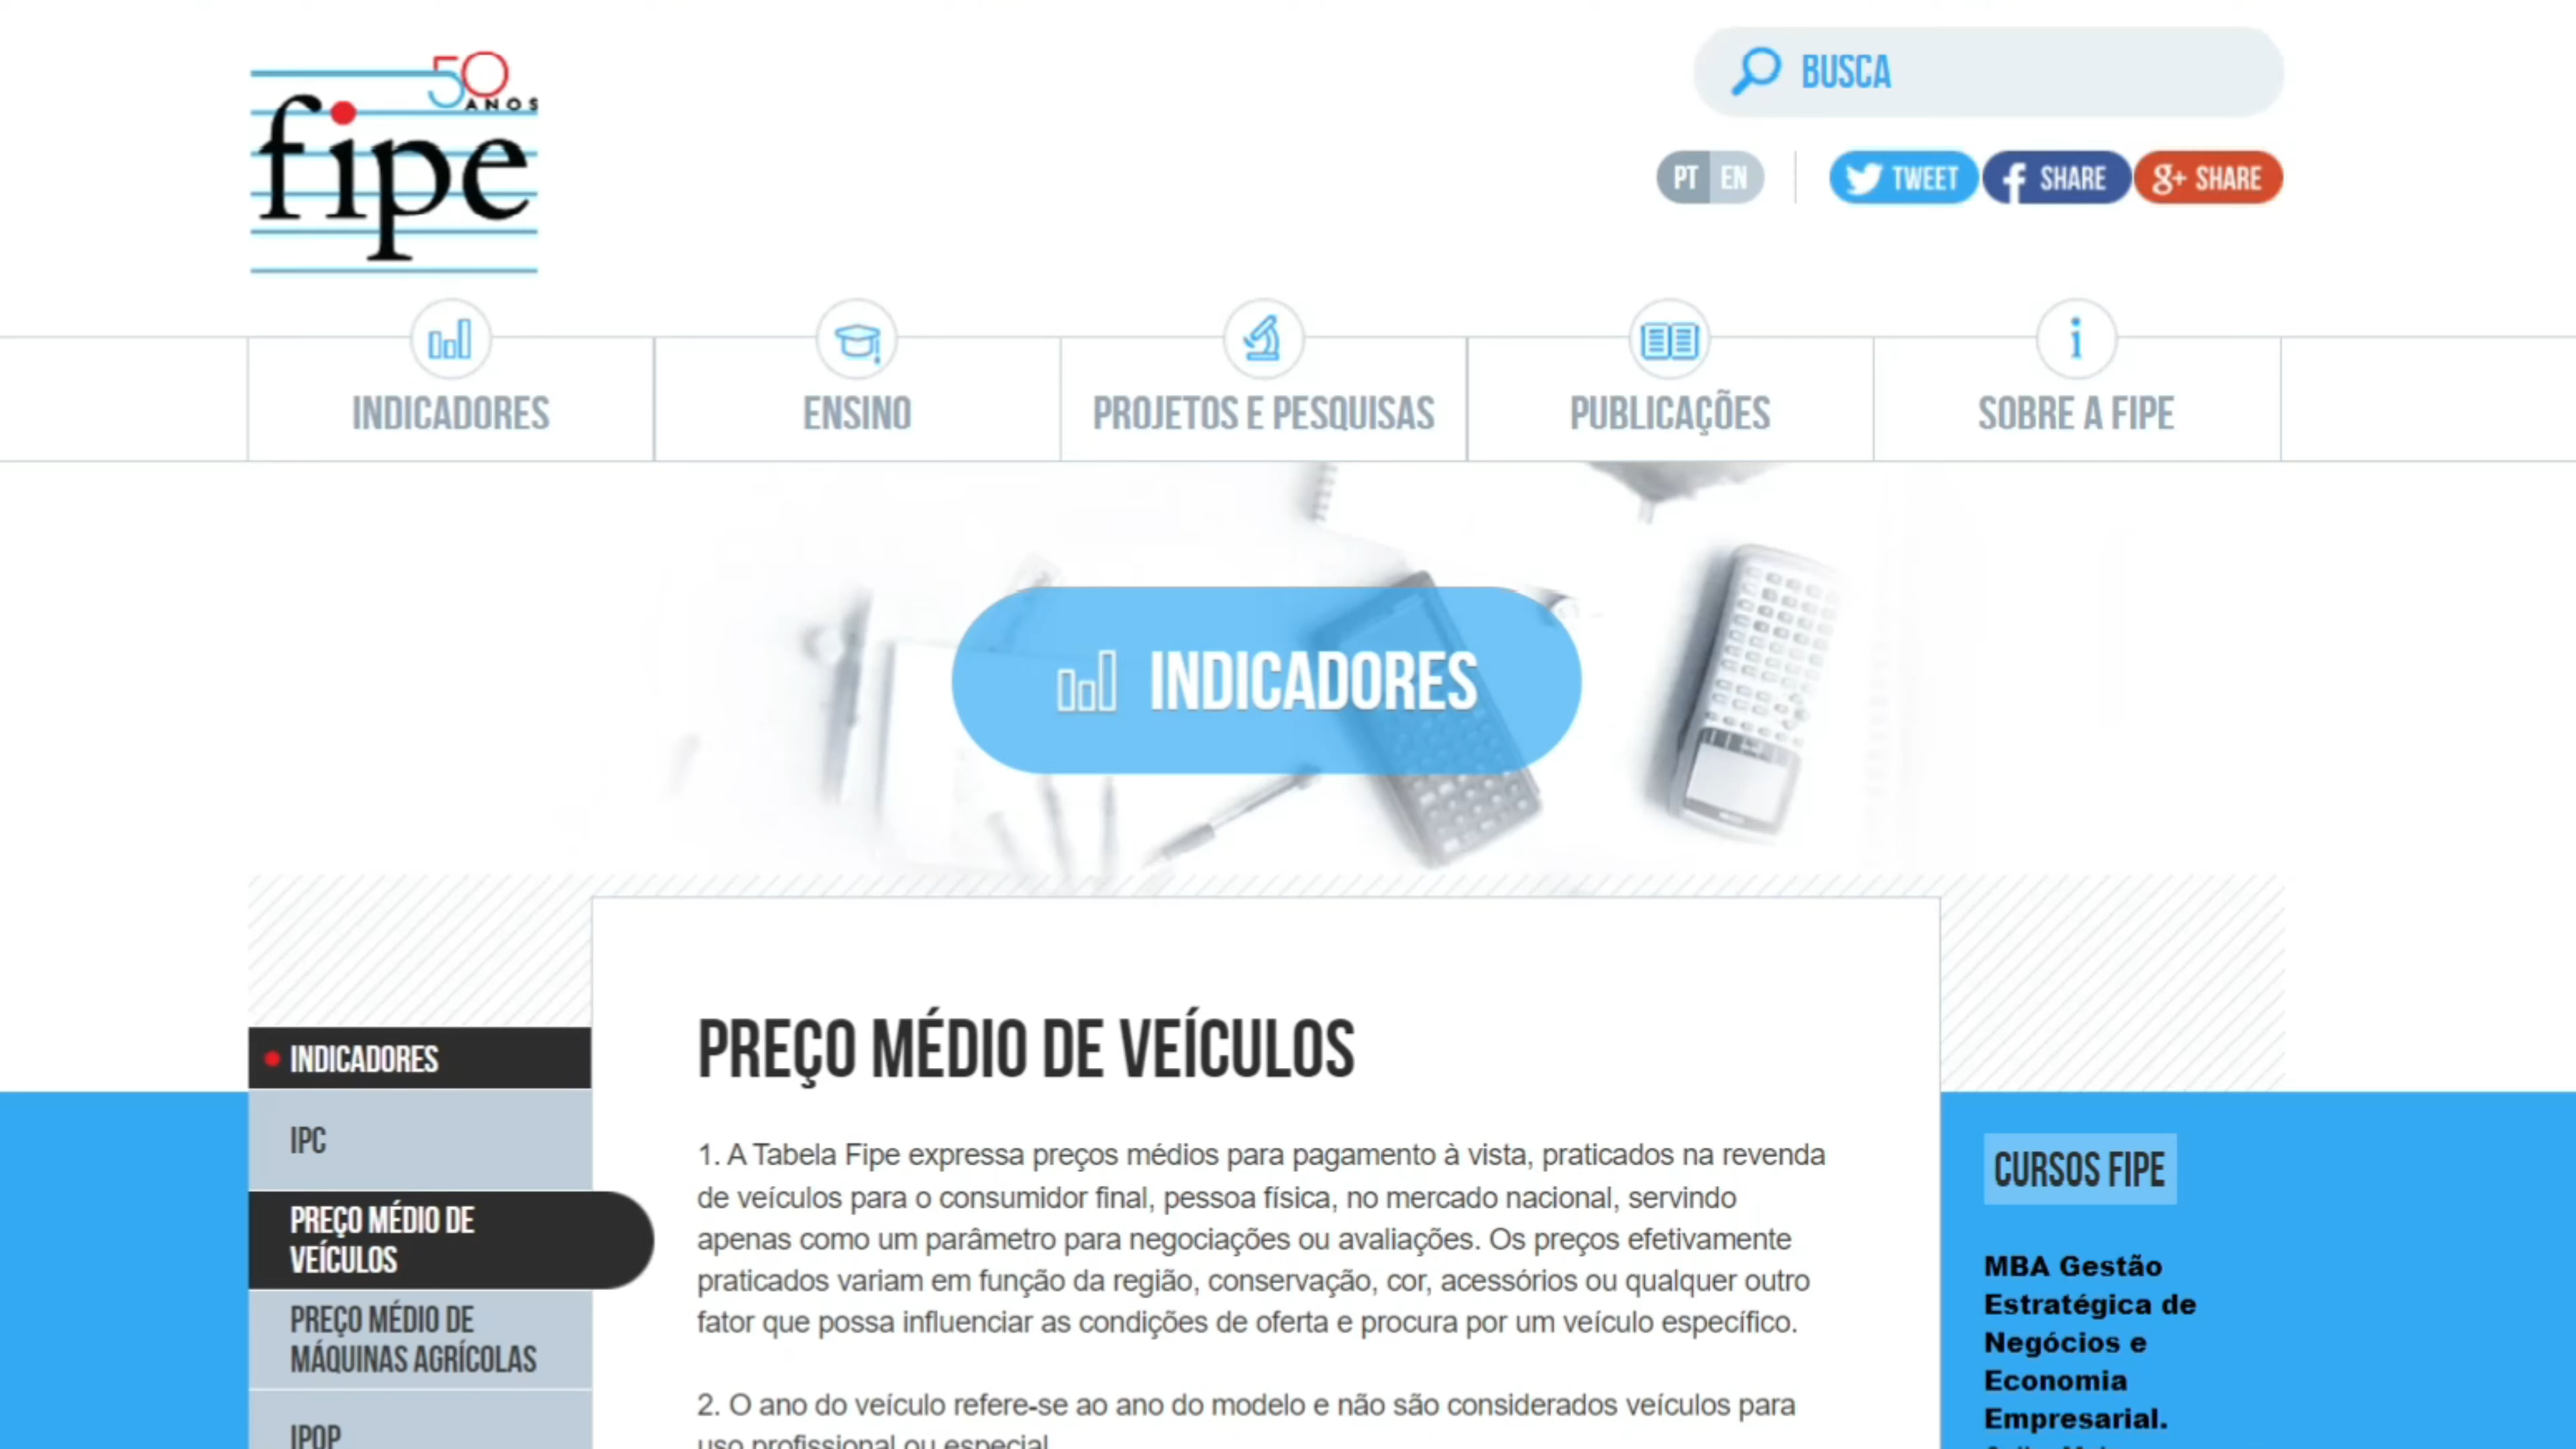 50
ANOS
fipe
BUSCA
PT EN
TWEET
SHARE
g+ SHARE
INDICADORES
ENSINO
PROJETOS E PESQUISAS
PUBLICAÇÕES
SOBRE A FIPE
INDICADORES
INDICADORES
IPC
PREÇO MÉDIO DE
VEÍCULOS
PREÇO MÉDIO DE
MÁQUINAS AGRÍCOLAS
IPOP
PREÇO MÉDIO DE VEÍCULOS
1. A Tabela Fipe expressa preços médios para pagamento à vista, praticados na revenda
de veículos para o consumidor final, pessoa física, no mercado nacional, servindo
apenas como um parâmetro para negociações ou avaliações. Os preços efetivamente
praticados variam em função da região, conservação, cor, acessórios ou qualquer outro
fator que possa influenciar as condições de oferta e procura por um veículo específico.
2. O ano do veículo refere-se ao ano do modelo e não são considerados veículos para
uso profissional ou especial
CURSOS FIPE
MBA Gestão
Estratégica de
Negócios e
Economia
Empresarial.